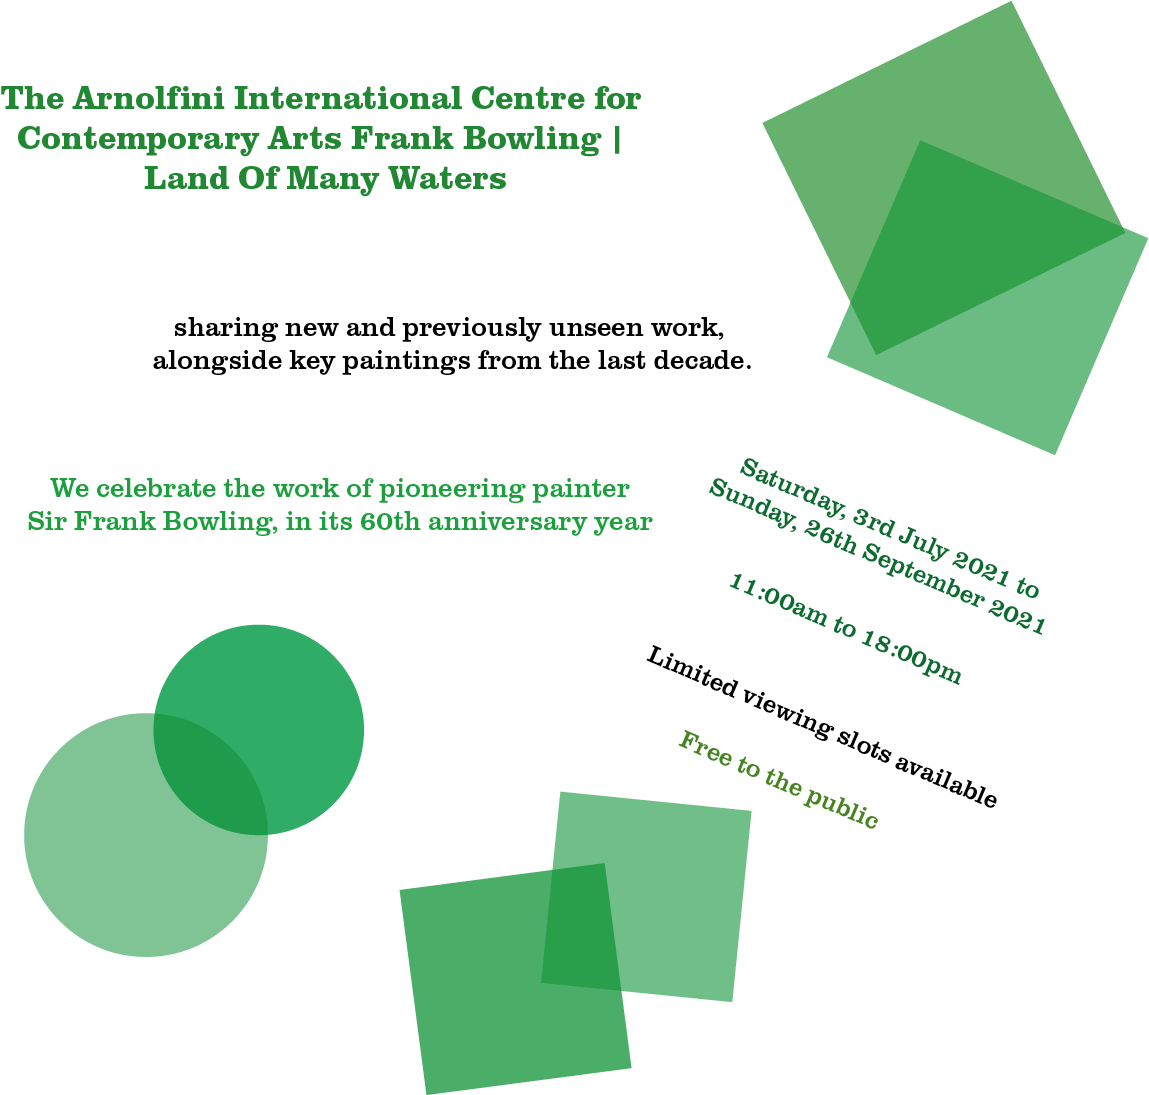 The Arnolfini International Centre for
Contemporary Arts Frank Bowling |
Land Of Many Waters
sharing new and previously unseen work,
alongside key paintings from the last decade.
We celebrate the work of pioneering painter
Sir Frank Bowling, in its 60th anniversary year
Saturday, 3rd July 2021 to
Sunday, 26th September 2021
11:00am to 18:00pm
Limited viewing slots available
Free to the public